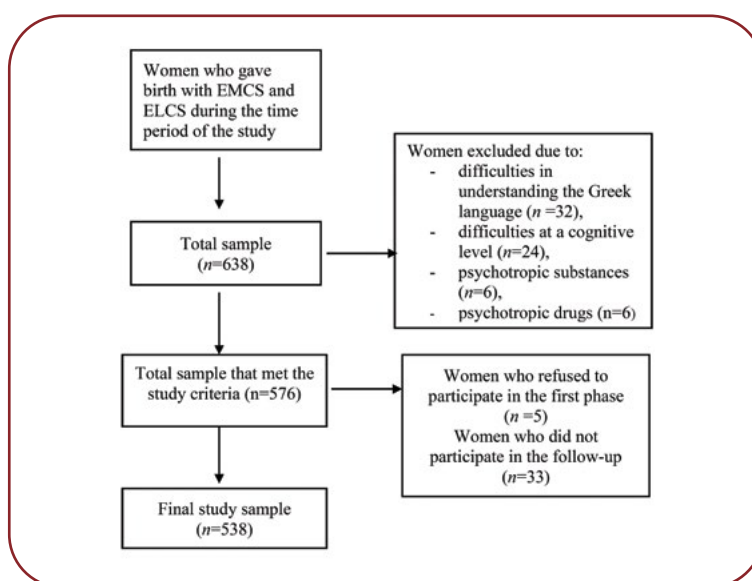 Women who gave
birth with EMCS and
ELCS during the time
period of the study
Women excluded due to:
- difficulties in
understanding the Greek
language (n =32),
- difficulties at a cognitive
level (n=24),
- psychotropic substances
(n=6),
- psychotropic drugs (n=6)
Total sample
(n=638)
Total sample that met the
study criteria (n=576)
Women who refused to
participate in the first phase
(n =5)
Women who did not
participate in the follow-up
(n=33)
Final study sample
(n=538)